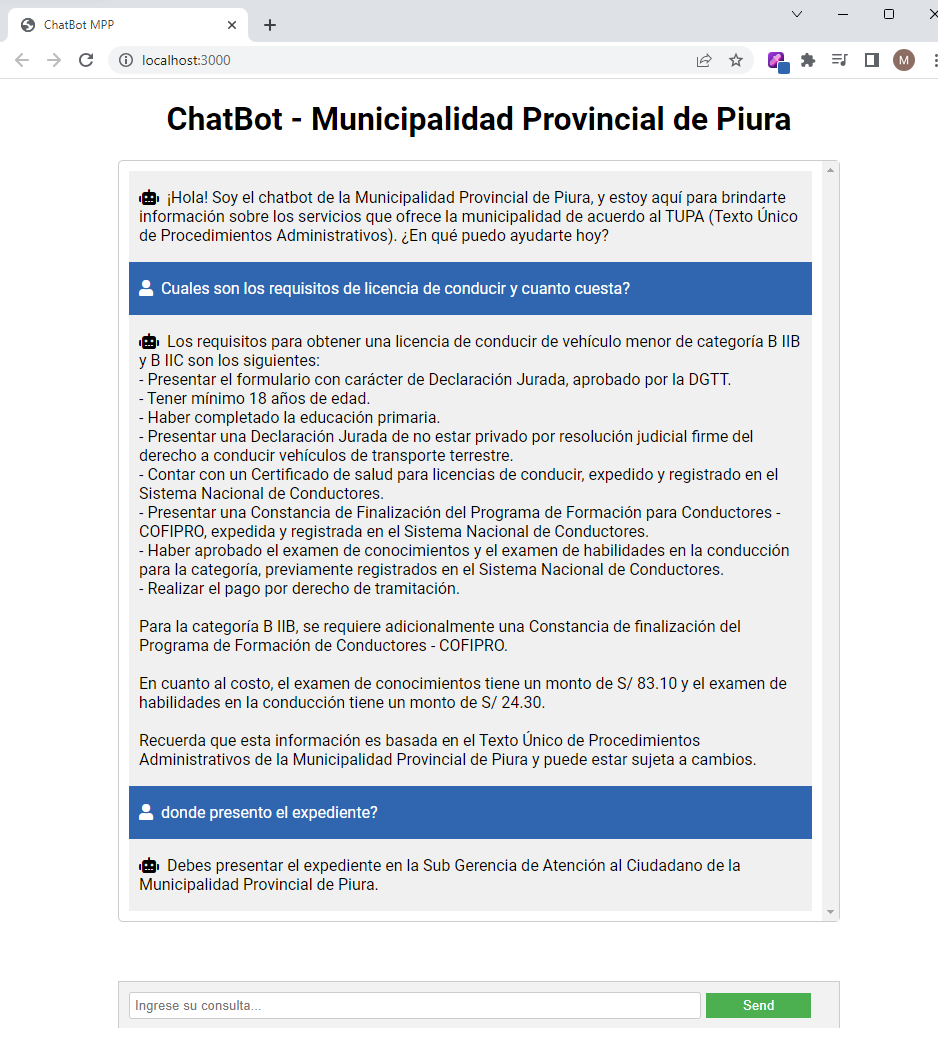 ChatBot MPP
localhost:3000
M
ChatBot - Municipalidad Provincial de Piura
¡Hola! Soy el chatbot de la Municipalidad Provincial de Piura, y estoy aquí para brindarte
información sobre los servicios que ofrece la municipalidad de acuerdo al TUPA (Texto Único
de Procedimientos Administrativos). ¿En qué puedo ayudarte hoy?
Cuales son los requisitos de licencia de conducir y cuanto cuesta?
Los requisitos para obtener una licencia de conducir de vehículo menor de categoría B IIB
y B IIC son los siguientes:
- Presentar el formulario con carácter de Declaración Jurada, aprobado por la DGTT.
- Tener mínimo 18 años de edad.
- Haber completado la educación primaria.
- Presentar una Declaración Jurada de no estar privado por resolución judicial firme del
derecho a conducir vehículos de transporte terrestre.
- Contar con un Certificado de salud para licencias de conducir, expedido y registrado en el
Sistema Nacional de Conductores.
- Presentar una Constancia de Finalización del Programa de Formación para Conductores -
COFIPRO, expedida y registrada en el Sistema Nacional de Conductores.
- Haber aprobado el examen de conocimientos y el examen de habilidades en la conducción
para la categoría, previamente registrados en el Sistema Nacional de Conductores.
- Realizar el pago por derecho de tramitación.
Para la categoría B IIB, se requiere adicionalmente una Constancia de finalización del
Programa de Formación de Conductores - COFIPRO.
En cuanto al costo, el examen de conocimientos tiene un monto de S/ 83.10 y el examen de
habilidades en la conducción tiene un monto de S/ 24.30.
Recuerda que esta información es basada en el Texto Único de Procedimientos
Administrativos de la Municipalidad Provincial de Piura y puede estar sujeta a cambios.
donde presento el expediente?
Debes presentar el expediente en la Sub Gerencia de Atención al Ciudadano de la
Municipalidad Provincial de Piura.
Ingrese su consulta...
Send